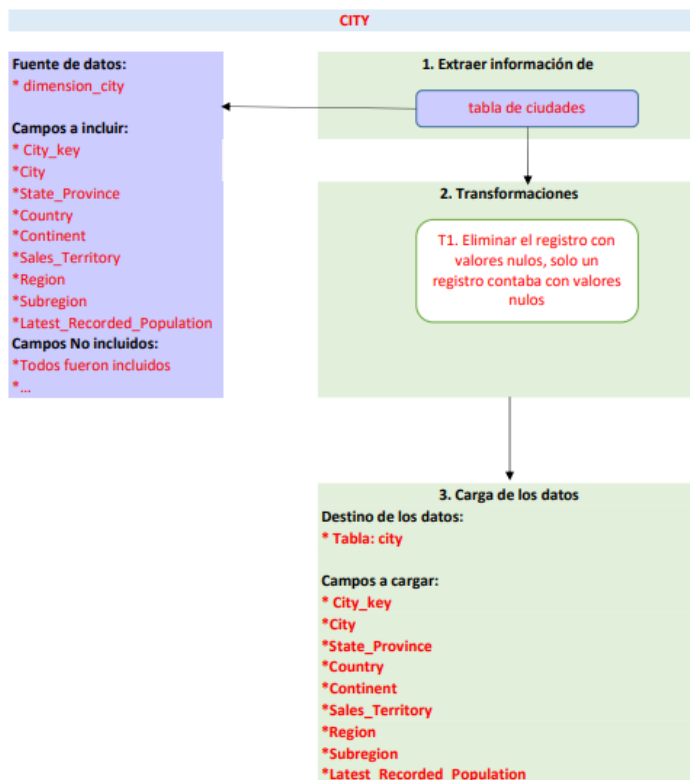 CITY
Fuente de datos:
* dimension_city
Campos a incluir:
* City_key
*City
*State_Province
*Country
*Continent
*Sales_Territory
*Region
*Subregion
*Latest_Recorded_Population
Campos No incluidos:
*Todos fueron incluidos
*...
1. Extraer información de
tabla de ciudades
2. Transformaciones
T1. Eliminar el registro con
valores nulos, solo un
registro contaba con valores
nulos
3. Carga de los datos
Destino de los datos:
* Tabla: city
Campos a cargar:
* City_key
*City
*State_Province
*Country
*Continent
*Sales_Territory
*Region
*Subregion
*Latest_Recorded_Population